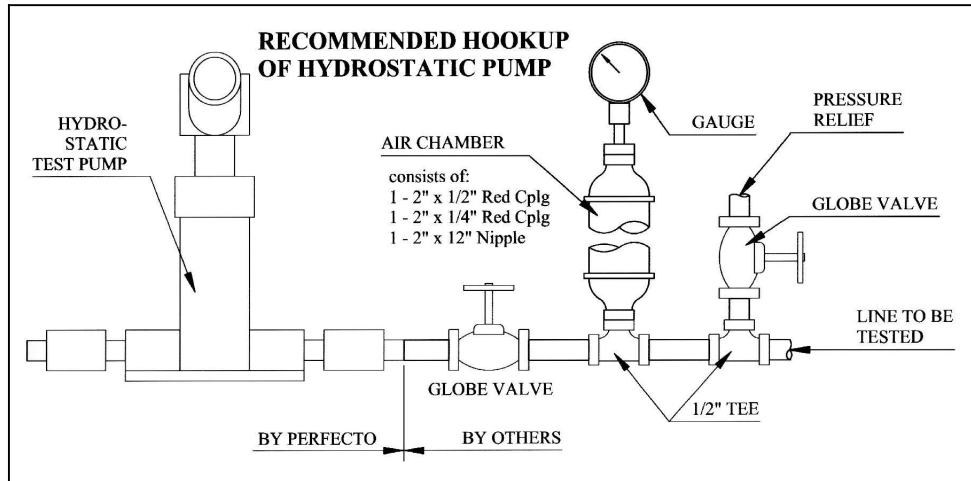 RECOMMENDED HOOKUP
OF HYDROSTATIC PUMP
HYDRO-
STATIC
TEST PUMP
AIR CHAMBER
consists of:
1 - 2" x 1/2" Red Cplg
1 - 2" x 1/4" Red Cplg
1 - 2" x 12" Nipple
GAUGE
PRESSURE
RELIEF
GLOBE VALVE
LINE TO BE
TESTED
GLOBE VALVE
1/2" TEE
BY PERFECTO
BY OTHERS